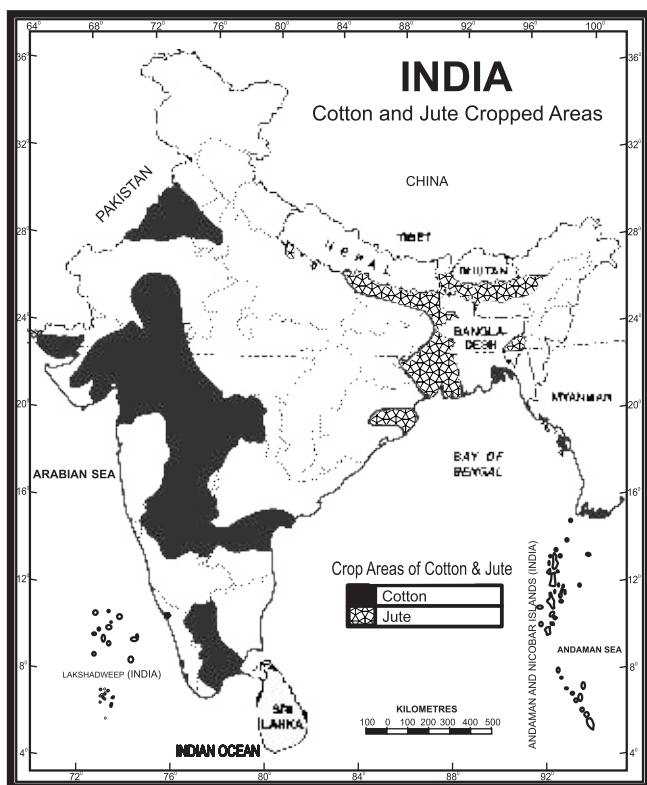 64° 68° 72° 76° 80° 84° 88° 92° 96° 100°
INDIA
Cotton and Jute Cropped Areas
36° 36°
32° 32°
CHINA
PAKISTAN
28° 28°
NEPAL
TIBET
BHUTAN
24° 24°
BANGLA-
DESH
MYANMAR
20° 20°
ARABIAN SEA
BAY OF
BENGAL
16° 16°
Crop Areas of Cotton & Jute
Cotton
Jute
12° 12°
ANDAMAN AND NICOBAR ISLANDS (INDIA)
ANDAMAN SEA
8° 8°
LAKSHADWEEP (INDIA)
SRI
LAHKA
KILOMETRES
100 0 100 200 300 400 500
INDIAN OCEAN
4° 4°
72° 76° 80° 84° 88° 92°